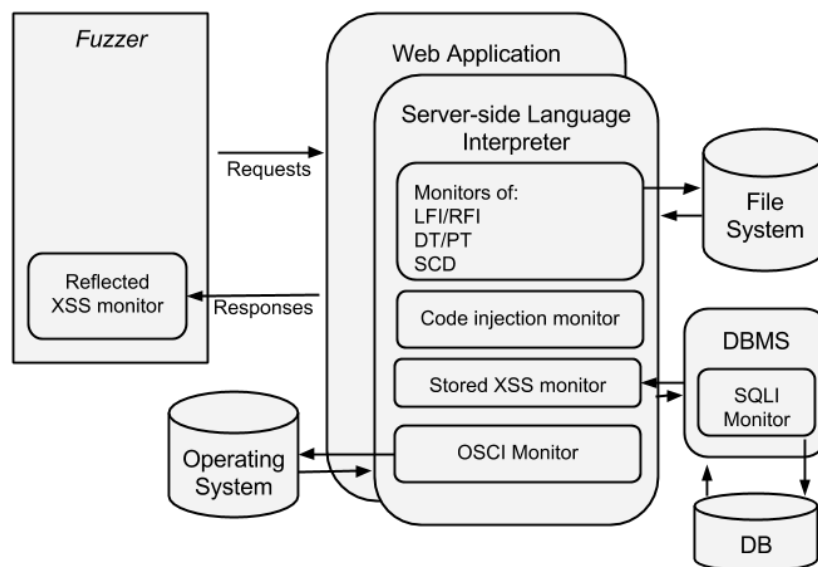 Fuzzer
Web Application
Server-side Language
Interpreter
Requests
Monitors of:
LFI/RFI
DT/PT
SCD
File
System
Reflected
XSS monitor
Responses
Code injection monitor
DBMS
Stored XSS monitor
SQLI
Monitor
Operating
System
OSCI Monitor
DB